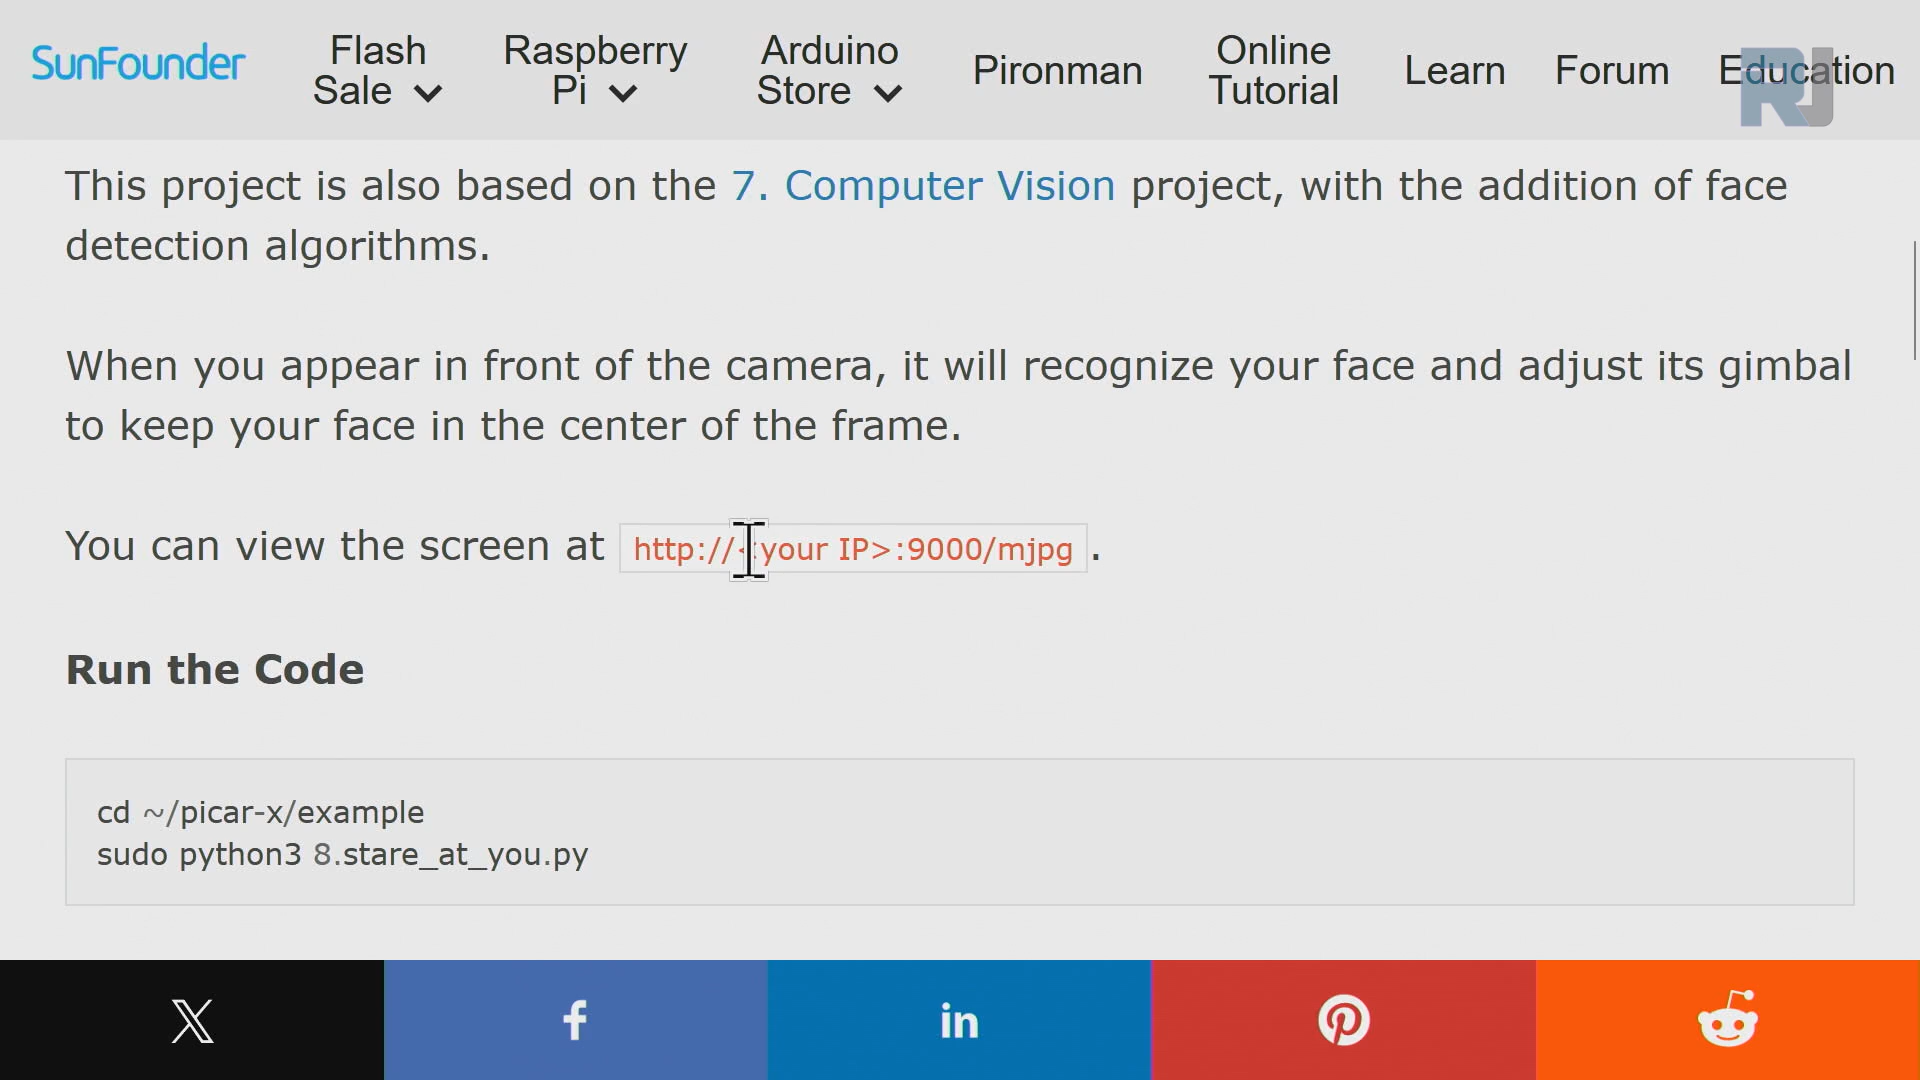 SunFounder
Flash Sale
Raspberry Pi
Arduino Store
Pironman
Online Tutorial
Learn
Forum
Education
RJ
This project is also based on the 7. Computer Vision project, with the addition of face
detection algorithms.
When you appear in front of the camera, it will recognize your face and adjust its gimbal
to keep your face in the center of the frame.
You can view the screen at http://<your IP>:9000/mjpg .
Run the Code
cd ~/picar-x/example
sudo python3 8.stare_at_you.py